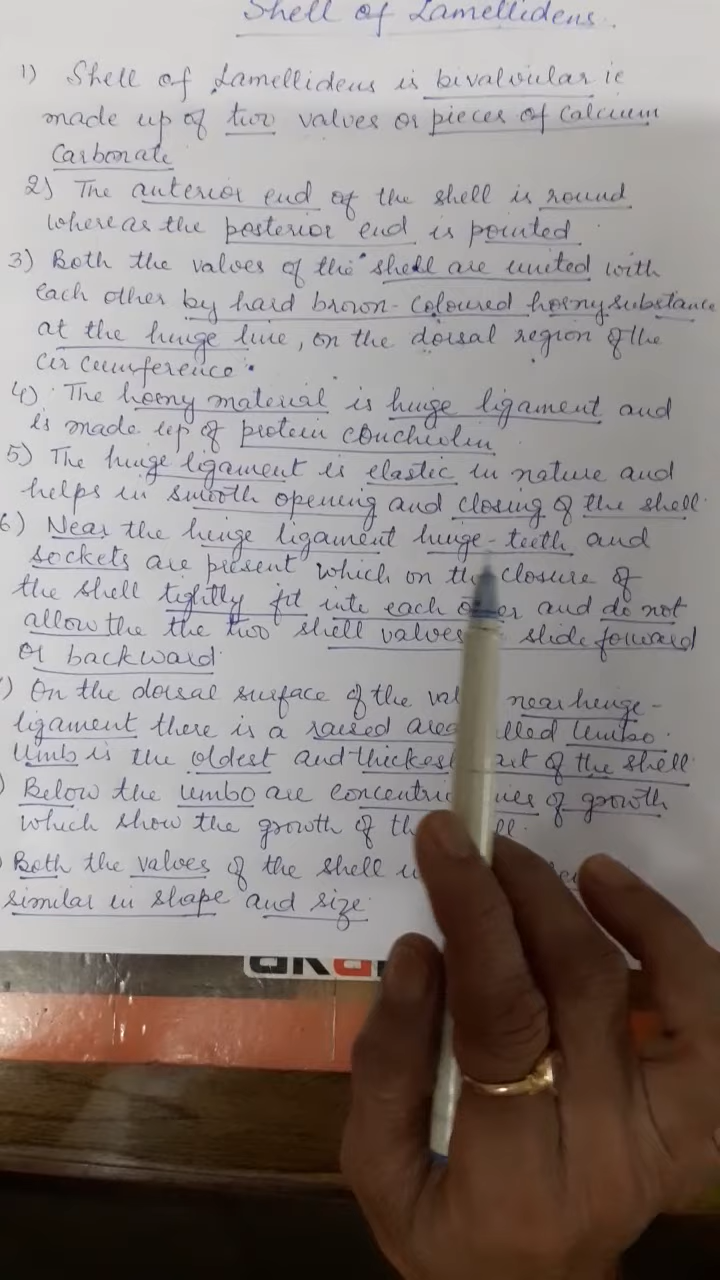 Shell of Lamellidens.
1) Shell of Lamellidens is bivalvular ie
made up of two valves or pieces of Calcium
Carbonate
2) The anterior end of the shell is round
whereas the posterior end is pointed
3) Both the values of the shell are united with
each other by hard brown-coloured horny substance
at the hinge line, on the dorsal region of the
circumference.
4) The horny material is hinge ligament and
is made up of protein conchiolin
5) The hinge ligament is elastic in nature and
helps in smooth opening and closing of the shell
6) Near the hinge ligament hinge-teeth and
sockets are present which on the closure of
the shell tightly fit into each and do not
allow the the two shell valves slide forward
or backward
) On the dorsal surface of the near hinge-
ligament there is a raised area umbo.
Umb is the oldest and thickest of the shell
) Below the umbo are concentric of growth
which show the growth of
) Both the values of the shell
similar in shape and size